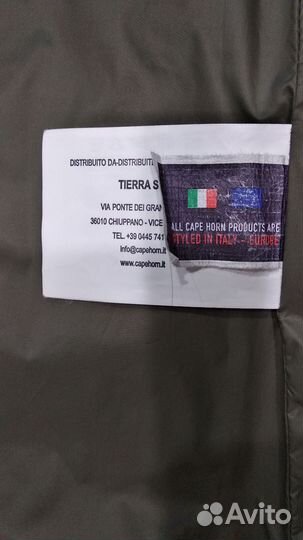 DISTRIBUITO DA-DISTRIBUIT
TIERRA S
VIA PONTE DEI GRAN
36010 CHIUPPANO - VICE
TEL. +39 0445 741
info@capehorn.it
www.capehorn.it
ALL CAPE HORN PRODUCTS ARE
STYLED IN ITALY - EUROPE
Avito